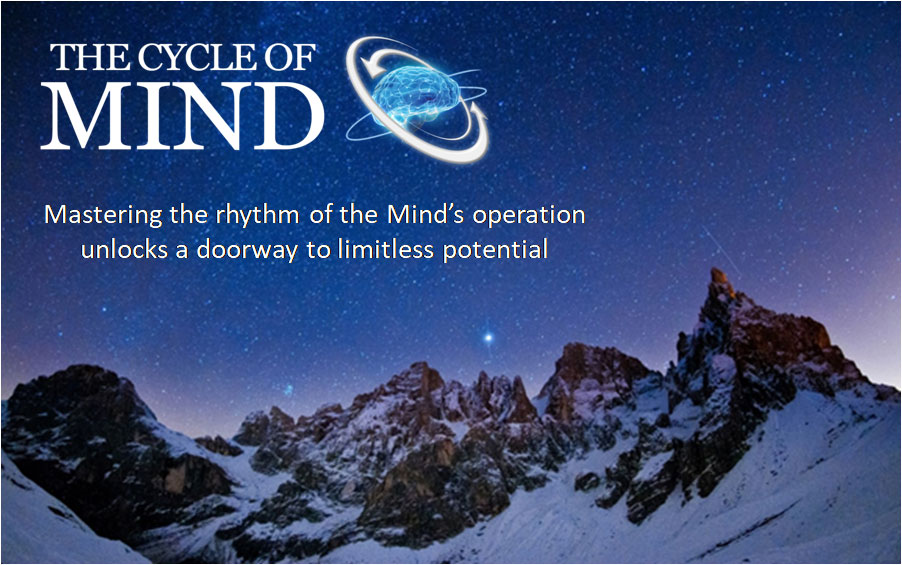 THE CYCLE OF
MIND
Mastering the rhythm of the Mind's operation
unlocks a doorway to limitless potential